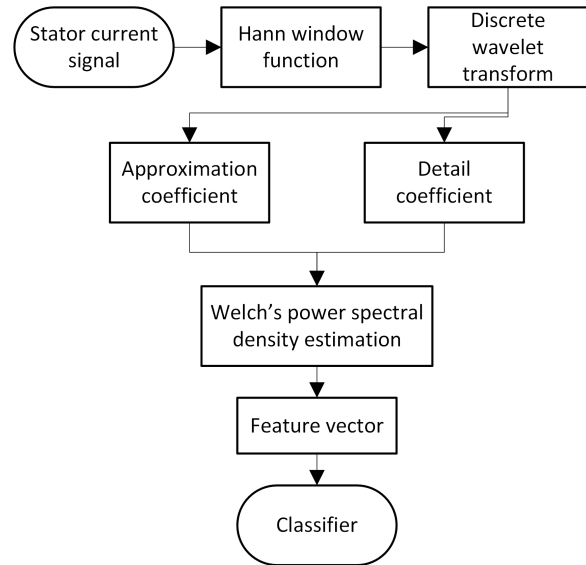 Stator current
signal
Hann window
function
Discrete
wavelet
transform
Approximation
coefficient
Detail
coefficient
Welch’s power spectral
density estimation
Feature vector
Classifier